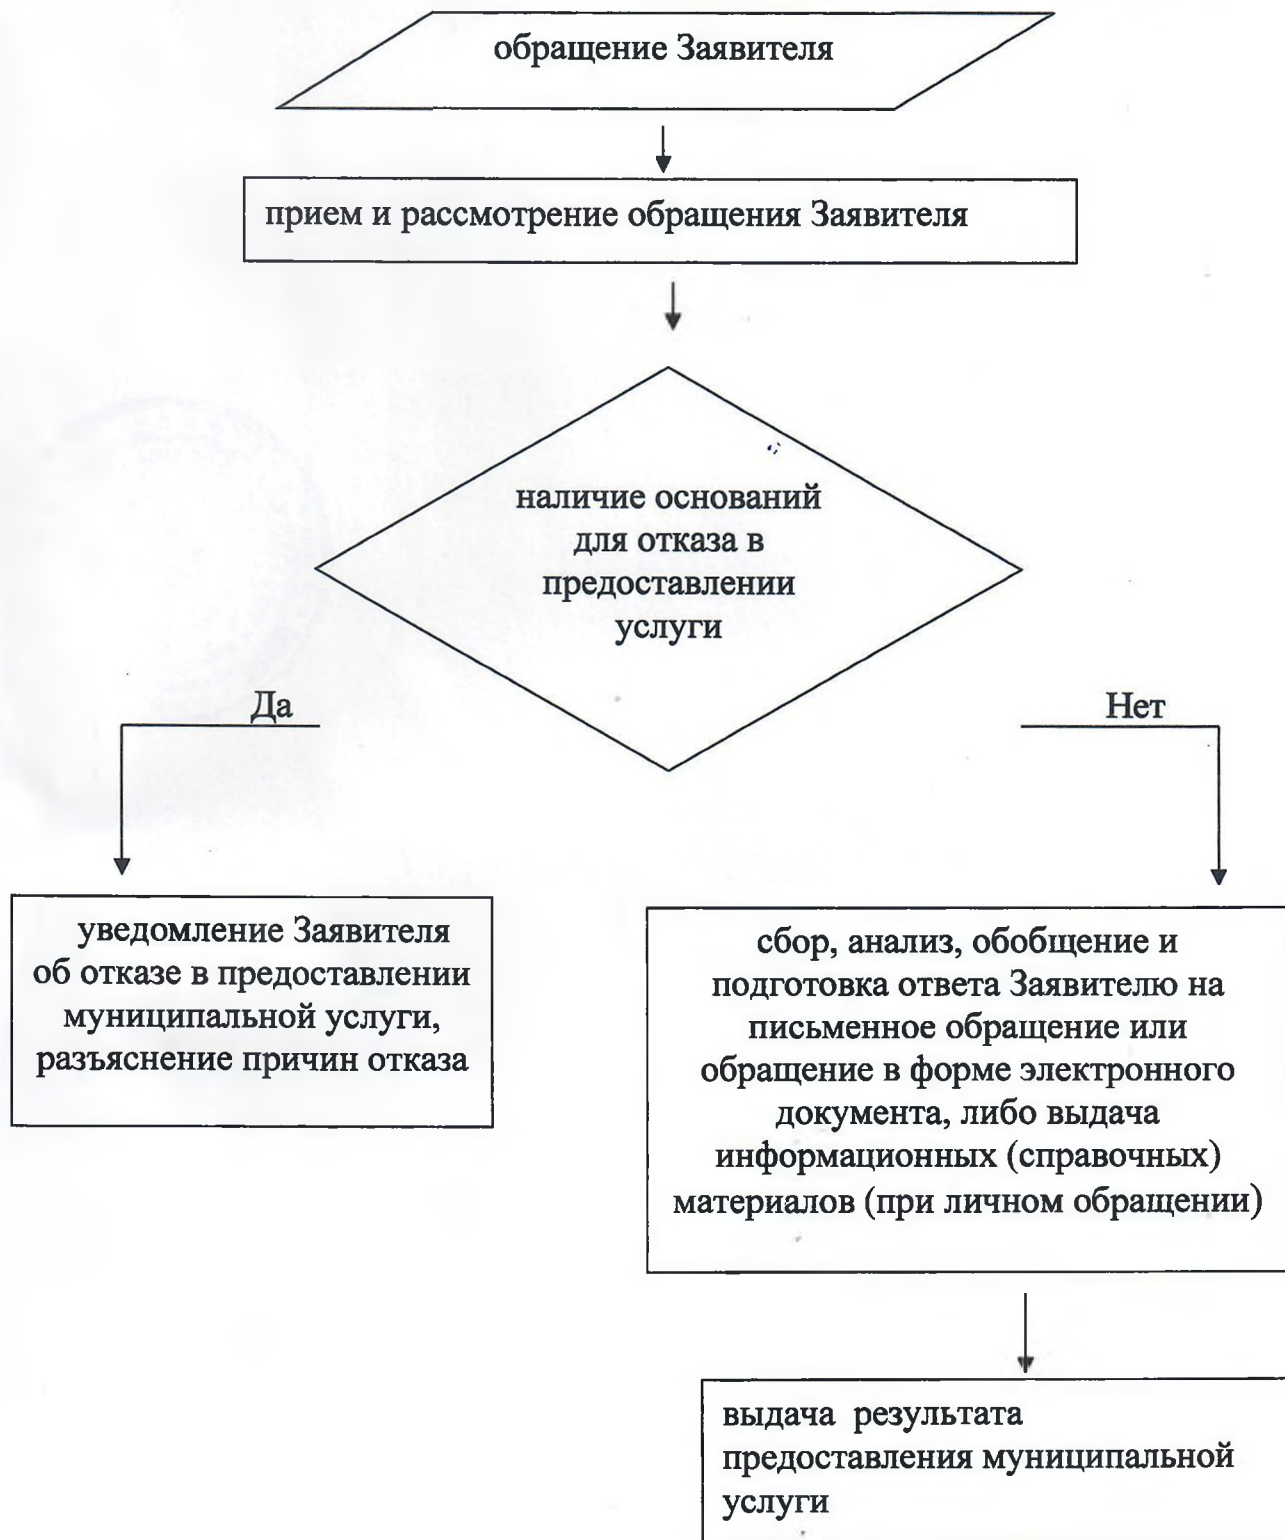 обращение Заявителя
прием и рассмотрение обращения Заявителя
наличие оснований
для отказа в
предоставлении
услуги
Да
Нет
уведомление Заявителя
об отказе в предоставлении
муниципальной услуги,
разъяснение причин отказа
сбор, анализ, обобщение и
подготовка ответа Заявителю на
письменное обращение или
обращение в форме электронного
документа, либо выдача
информационных (справочных)
материалов (при личном обращении)
выдача результата
предоставления муниципальной
услуги